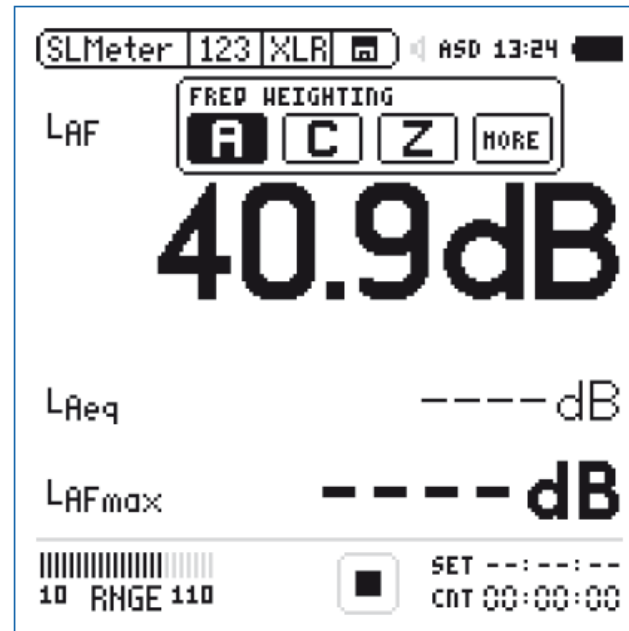 SLMeter 123 XLR ASD 13:24
FREQ WEIGHTING
LAF A C Z MORE
40.9dB
LAeq ----dB
LAFmax ----dB
SET --:--:--
10 RNGE 110 CNT 00:00:00